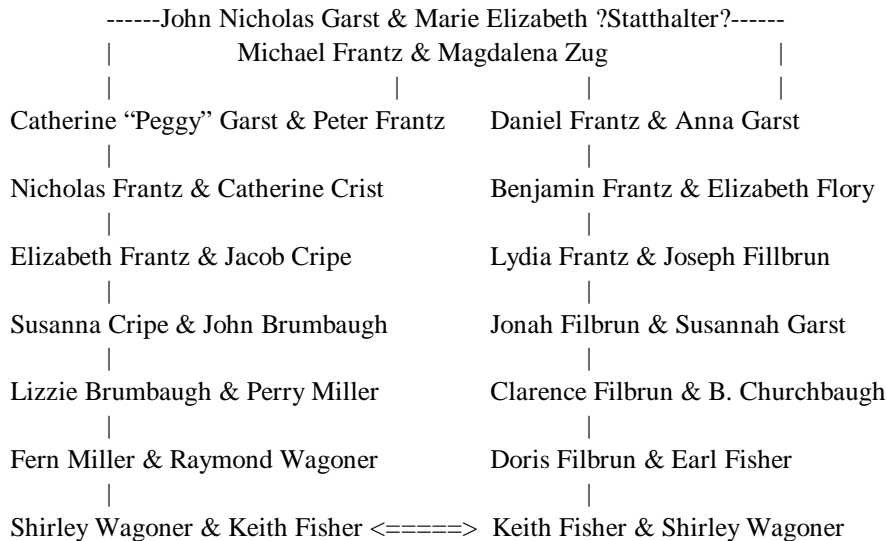 ------John Nicholas Garst & Marie Elizabeth ?Statthalter?------
| Michael Frantz & Magdalena Zug |
| | | |
Catherine “Peggy” Garst & Peter Frantz Daniel Frantz & Anna Garst
| |
Nicholas Frantz & Catherine Crist Benjamin Frantz & Elizabeth Flory
| |
Elizabeth Frantz & Jacob Cripe Lydia Frantz & Joseph Fillbrun
| |
Susanna Cripe & John Brumbaugh Jonah Filbrun & Susannah Garst
| |
Lizzie Brumbaugh & Perry Miller Clarence Filbrun & B. Churchbaugh
| |
Fern Miller & Raymond Wagoner Doris Filbrun & Earl Fisher
| |
Shirley Wagoner & Keith Fisher <=====> Keith Fisher & Shirley Wagoner